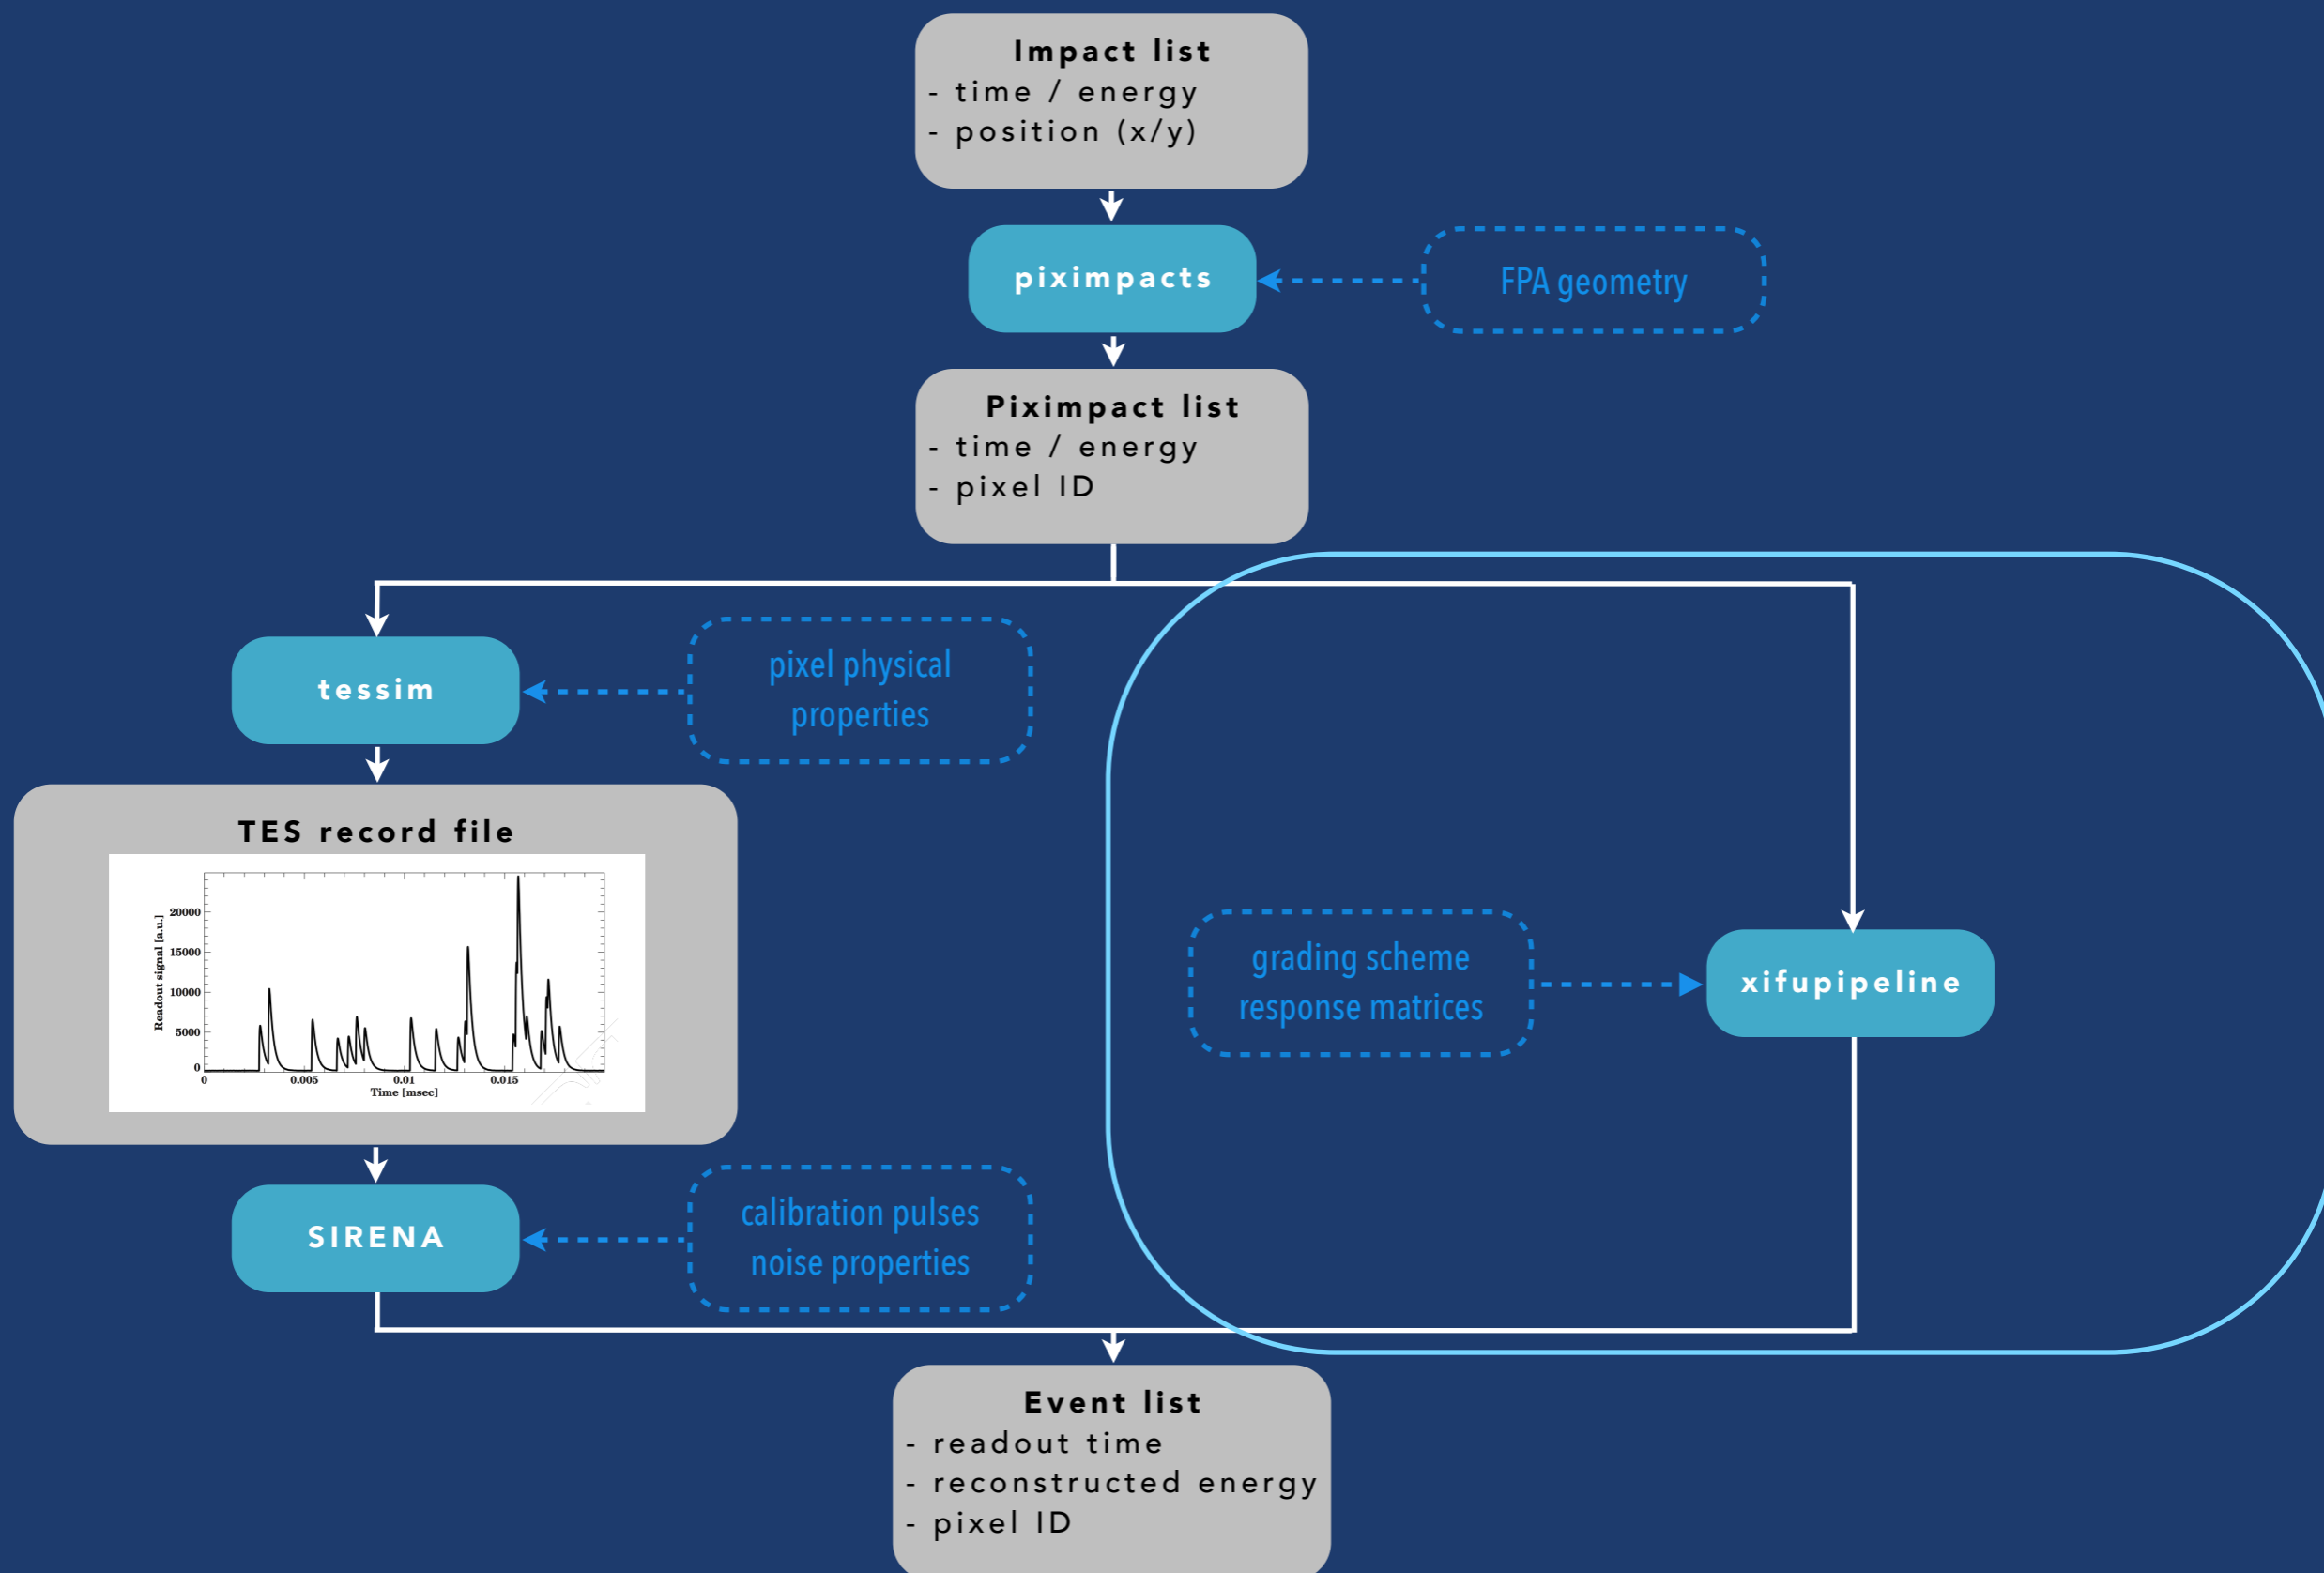 Impact list
- time / energy
- position (x/y)
piximpacts
FPA geometry
Piximpact list
- time / energy
- pixel ID
tessim
pixel physical
properties
TES record file
Readout signal [a.u.]
20000
15000
10000
5000
0
0
0.005
0.01
0.015
Time [msec]
grading scheme
response matrices
xifupipeline
SIRENA
calibration pulses
noise properties
Event list
- readout time
- reconstructed energy
- pixel ID